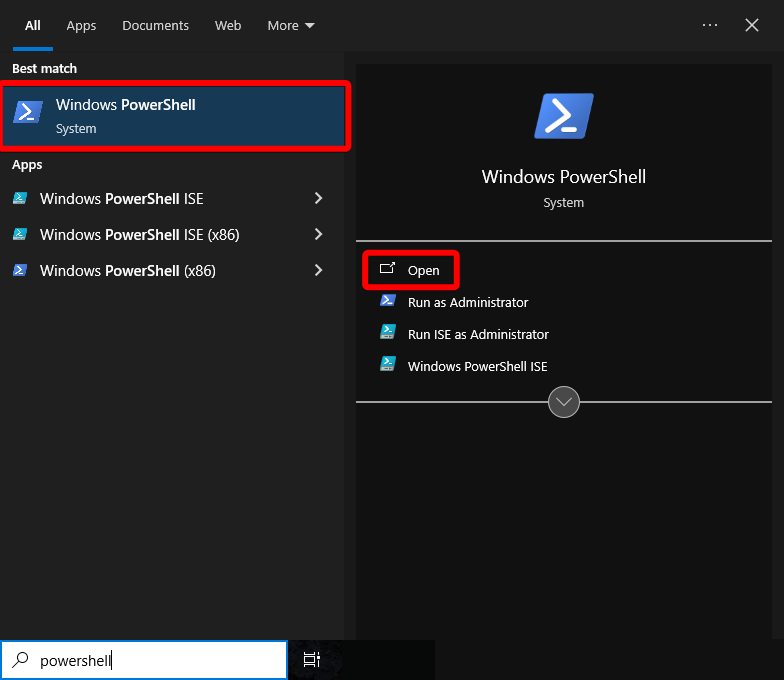 All Apps Documents Web More
Best match
Windows PowerShell
System
Apps
Windows PowerShell ISE
Windows PowerShell ISE (x86)
Windows PowerShell (x86)
Windows PowerShell
System
Open
Run as Administrator
Run ISE as Administrator
Windows PowerShell ISE
powershell